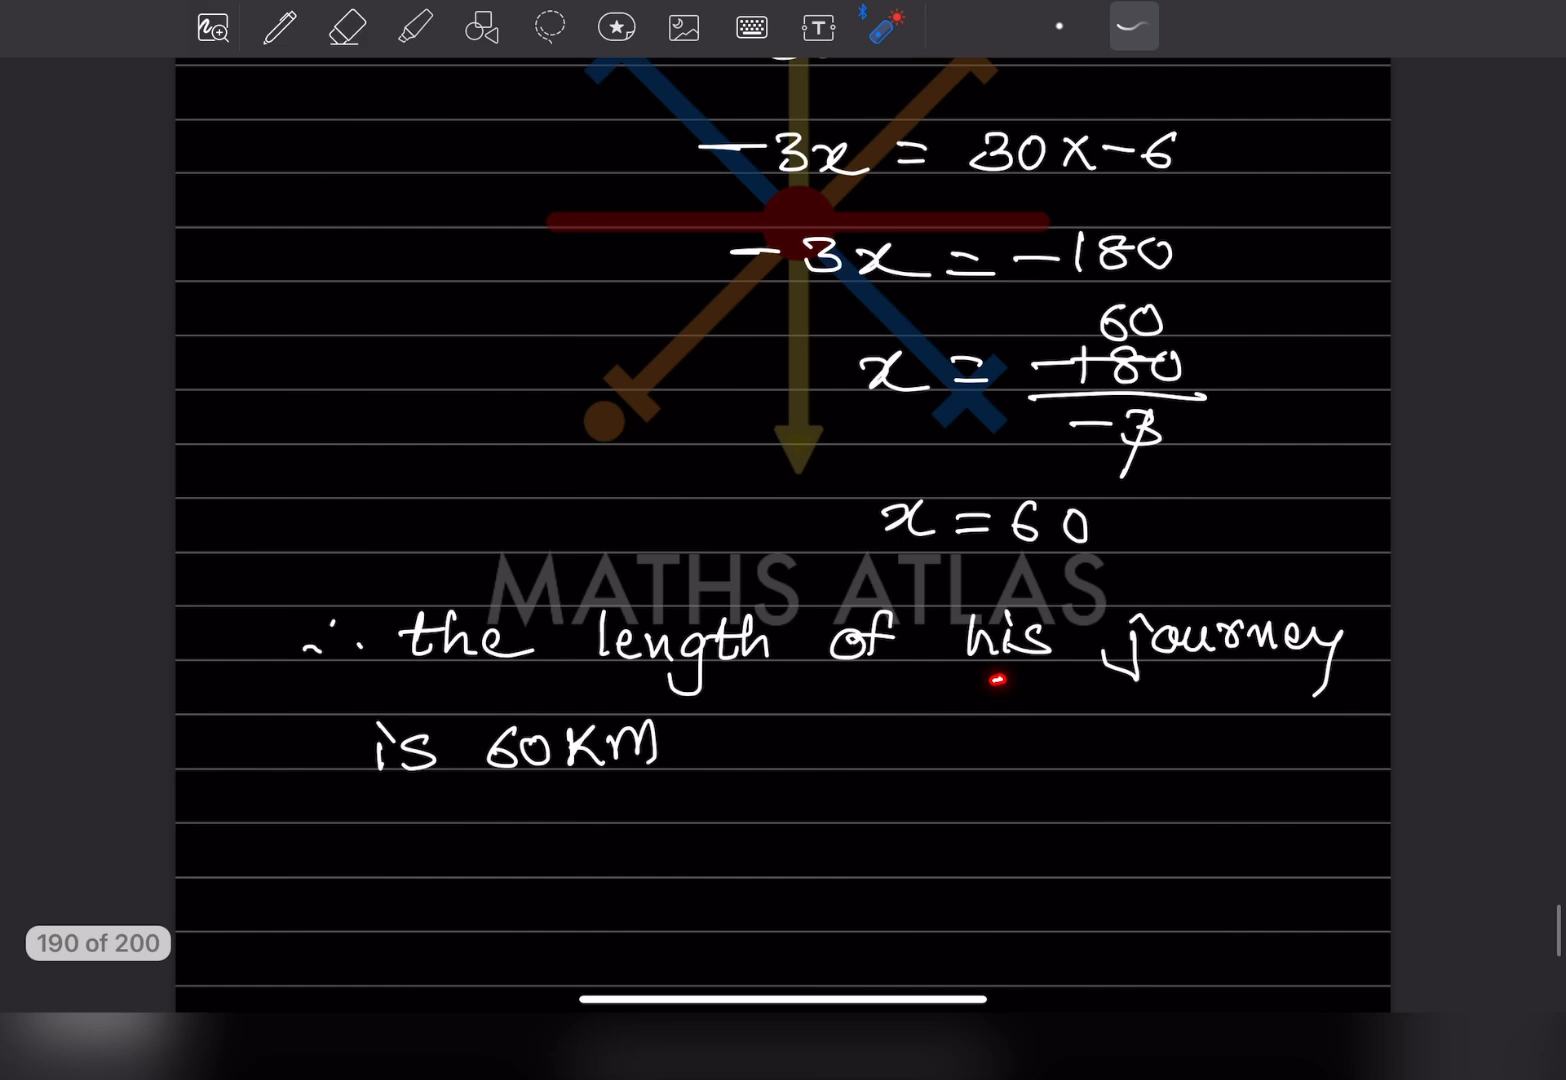 -3x = 30 x -6
-3x = -180
60
x = -180
-3
x = 60
MATHS ATLAS
∴ the length of his journey
is 60KM
190 of 200